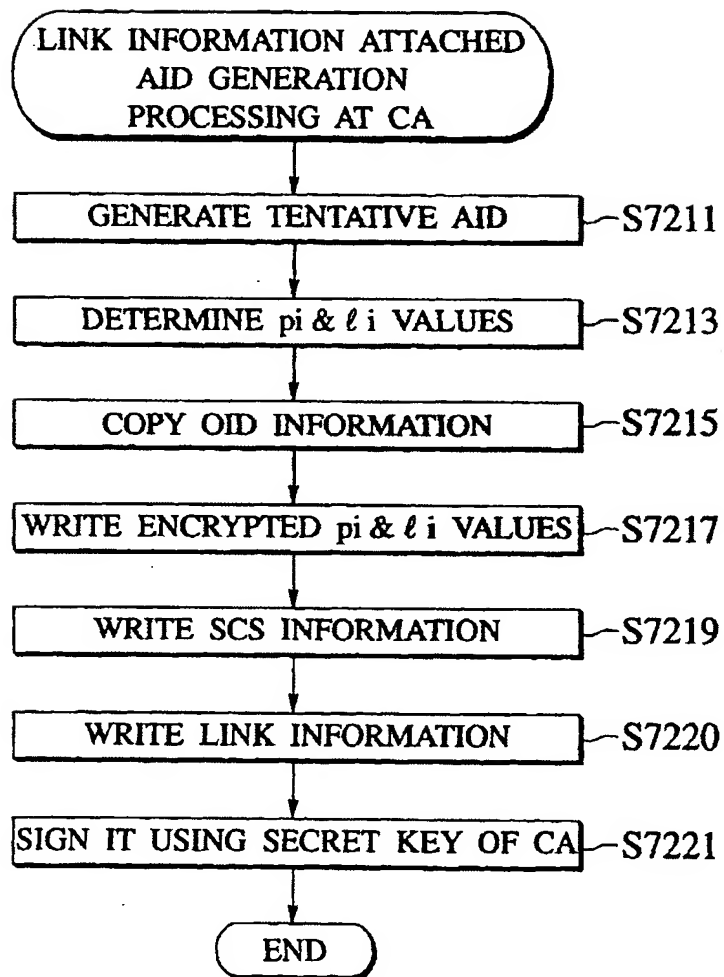 LINK INFORMATION ATTACHED
AID GENERATION
PROCESSING AT CA
GENERATE TENTATIVE AID
S7211
DETERMINE pi & ℓ i VALUES
S7213
COPY OID INFORMATION
S7215
WRITE ENCRYPTED pi & ℓ i VALUES
S7217
WRITE SCS INFORMATION
S7219
WRITE LINK INFORMATION
S7220
SIGN IT USING SECRET KEY OF CA
S7221
END